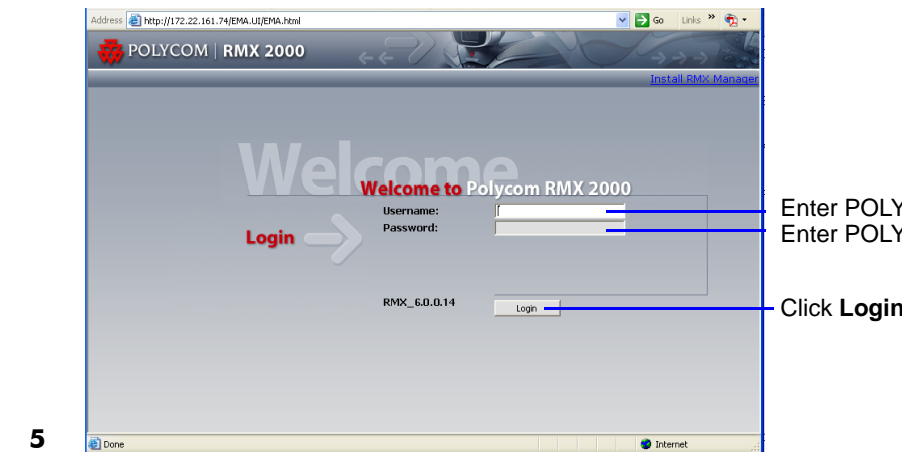 Address http://172.22.161.74/EMA.UI/EMA.html Go Links »
POLYCOM | RMX 2000
Install RMX Manager
Welcome
Welcome to Polycom RMX 2000
Username:
Enter POLY
Password:
Enter POLY
Login
RMX_6.0.0.14
Login
Click Login
5
Done
Internet